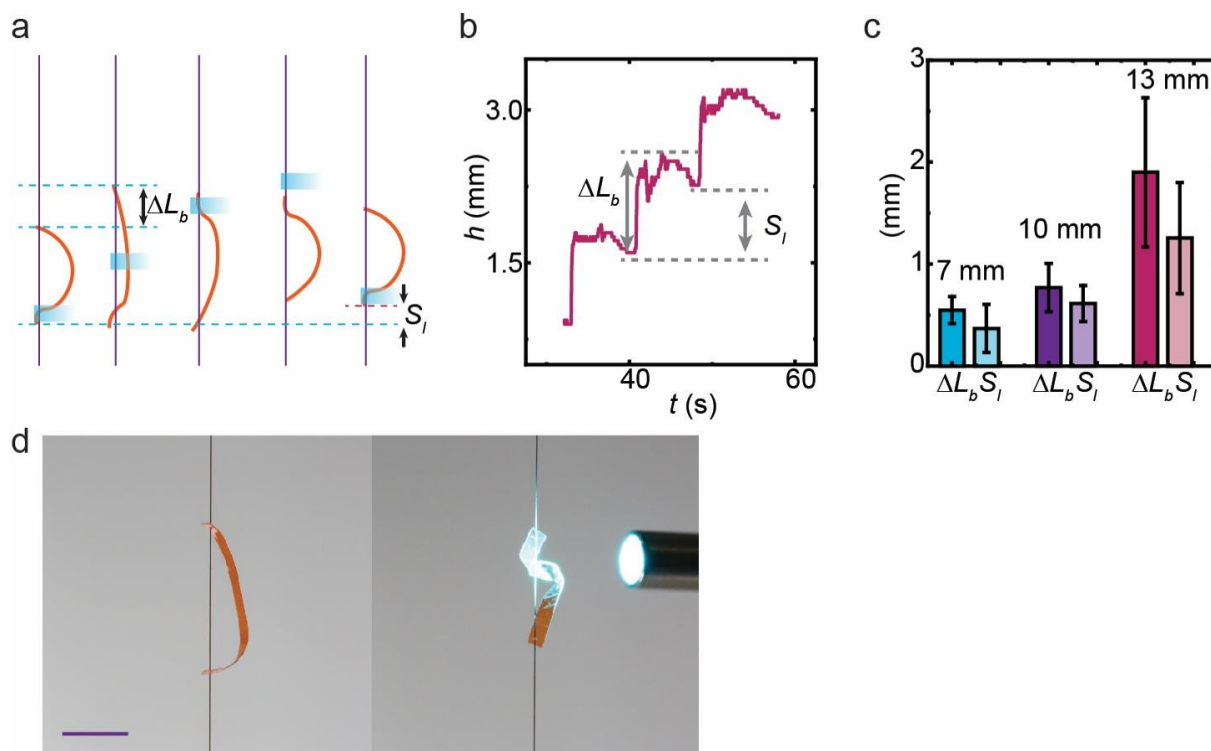 a
ΔL_b
S_l
b
h (mm)
3.0
1.5
ΔL_b
S_l
40
60
t (s)
c
(mm)
3
2
1
0
7 mm
10 mm
13 mm
ΔL_b S_l
ΔL_b S_l
ΔL_b S_l
d